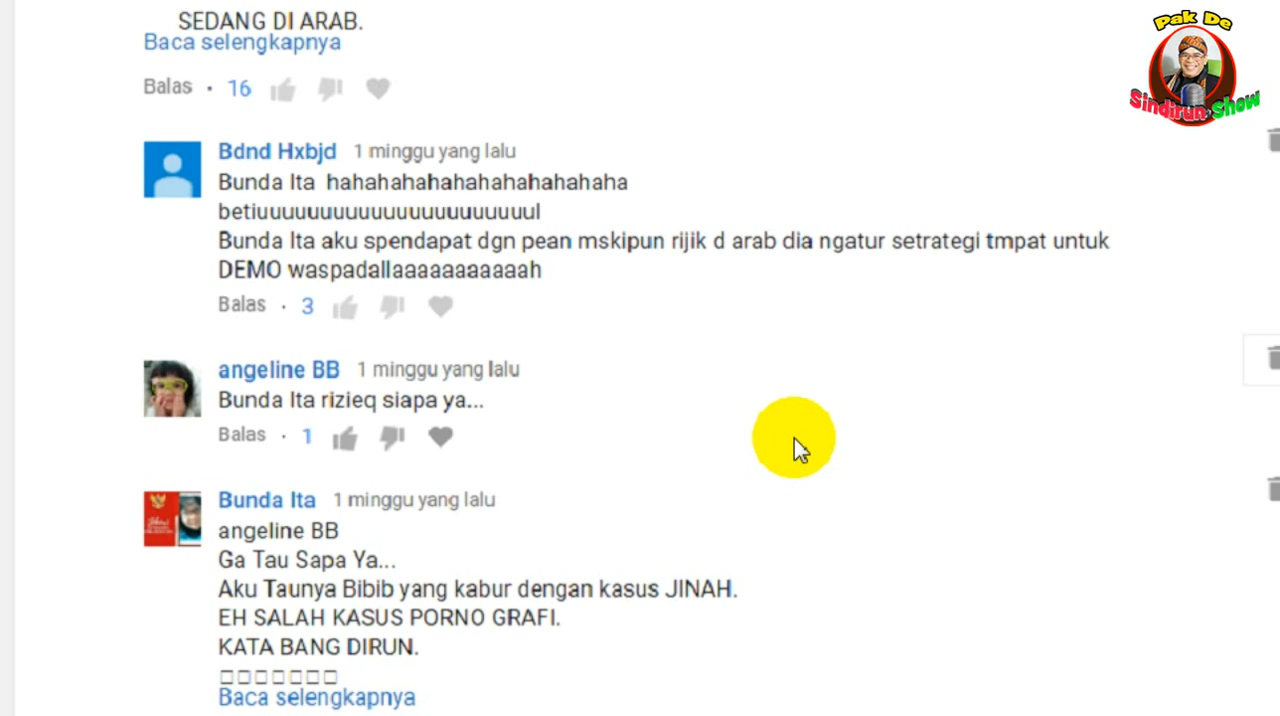 SEDANG DI ARAB.
Baca selengkapnya
Balas · 16
Pak De
Sindirun Show
Bdnd Hxbjd 1 minggu yang lalu
Bunda Ita hahahahahahahahahahahaha
betiuuuuuuuuuuuuuuuuuuuuuul
Bunda Ita aku spendapat dgn pean mskipun rijik d arab dia ngatur setrategi tmpat untuk
DEMO waspadallaaaaaaaaaaah
Balas · 3
angeline BB 1 minggu yang lalu
Bunda Ita rizieq siapa ya...
Balas · 1
Bunda Ita 1 minggu yang lalu
angeline BB
Ga Tau Sapa Ya...
Aku Taunya Bibib yang kabur dengan kasus JINAH.
EH SALAH KASUS PORNO GRAFI.
KATA BANG DIRUN.
Baca selengkapnya